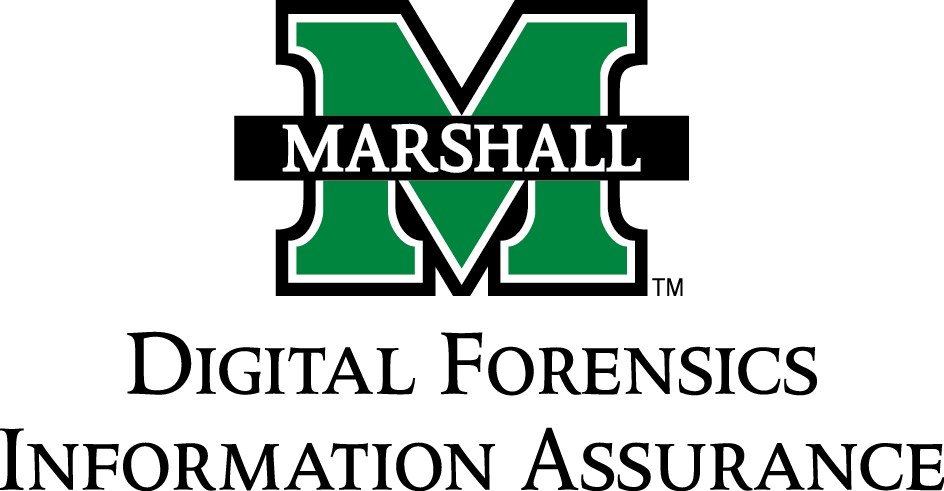 MARSHALL
TM
DIGITAL FORENSICS
INFORMATION ASSURANCE